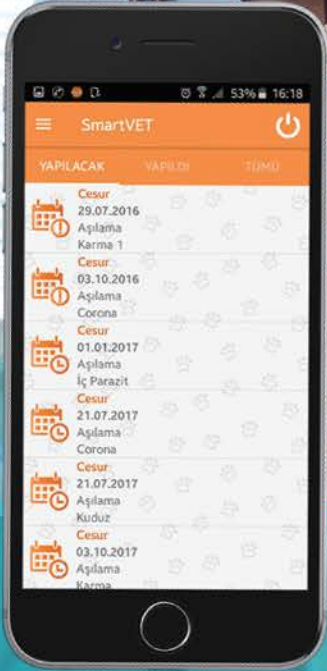 53% 16:18
SmartVET
YAPILACAK YAPILDI TÜMÜ
Cesur
29.07.2016
Aşılama
Karma 1
Cesur
03.10.2016
Aşılama
Corona
Cesur
01.01.2017
Aşılama
İç Parazit
Cesur
21.07.2017
Aşılama
Corona
Cesur
21.07.2017
Aşılama
Kuduz
Cesur
03.10.2017
Aşılama
Karma